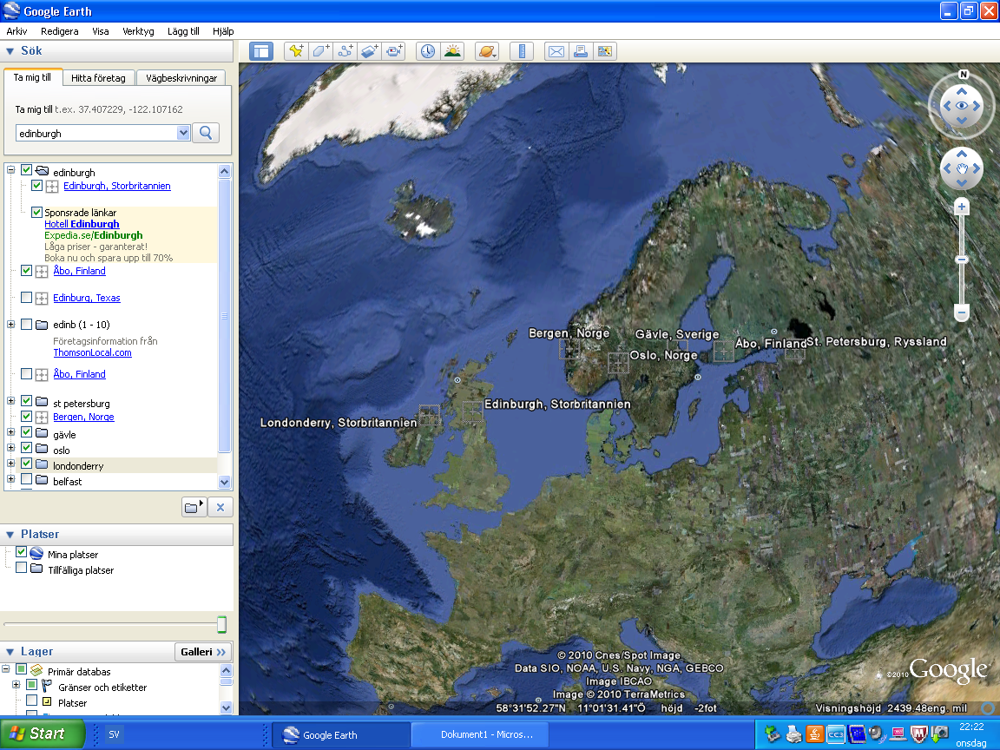 Google Earth
Arkiv Redigera Visa Verktyg Lägg till Hjälp
Sök
Ta mig till Hitta företag Vägbeskrivningar
Ta mig till t.ex. 37.407229, -122.107162
edinburgh
edinburgh
Edinburgh, Storbritannien
Sponsrade länkar
Hotell Edinburgh
Expedia.se/Edinburgh
Låga priser - garanterat!
Boka nu och spara upp till 70%
Åbo, Finland
Edinburg, Texas
edinb (1 - 10)
Företagsinformation från
ThomsonLocal.com
Åbo, Finland
st petersburg
Bergen, Norge
gävle
oslo
londonderry
belfast
Platser
Mina platser
Tillfälliga platser
Lager
Galleri >>
Primär databas
Gränser och etiketter
Platser
N
Bergen, Norge
Gävle, Sverige
Oslo, Norge
Åbo, Finland
St. Petersburg, Ryssland
Edinburgh, Storbritannien
Londonderry, Storbritannien
© 2010 Cnes/Spot Image
Data SIO, NOAA, U.S. Navy, NGA, GEBCO
Image IBCAO
Image © 2010 TerraMetrics
©2010 Google
58°31'52.27"N 11°01'31.41"Ö höjd -2fot
Visningshöjd 2439.48eng. mil
Start
SV
Google Earth
Dokument1 - Micros...
CC3
22:22
onsdag